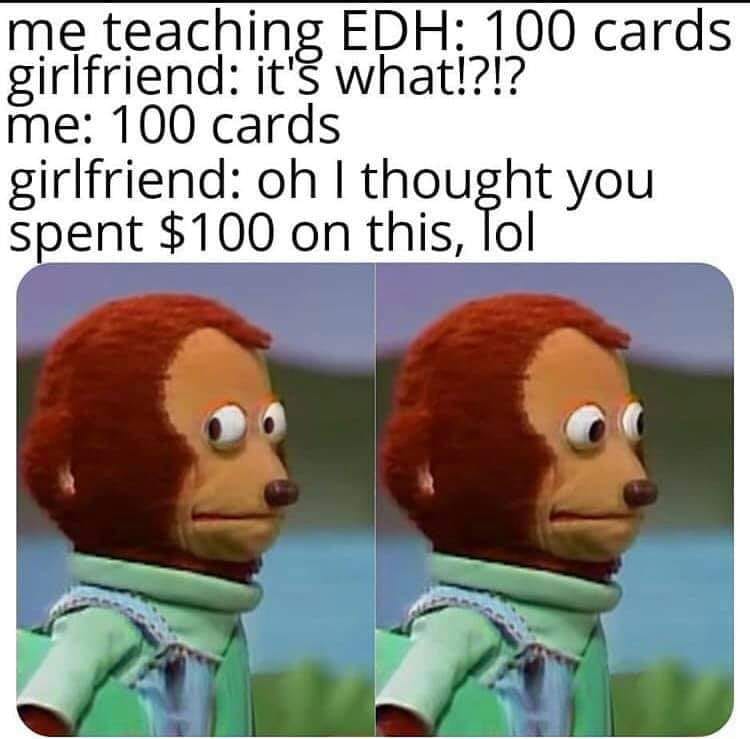 me teaching EDH: 100 cards
girlfriend: it's what!?!?
me: 100 cards
girlfriend: oh I thought you
spent $100 on this, lol